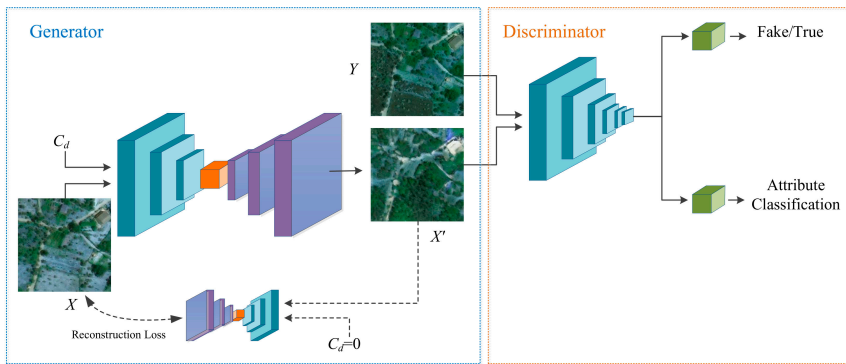 Generator
Discriminator
Y
Fake/True
C_d
X'
Attribute
Classification
X
Reconstruction Loss
C_d=0